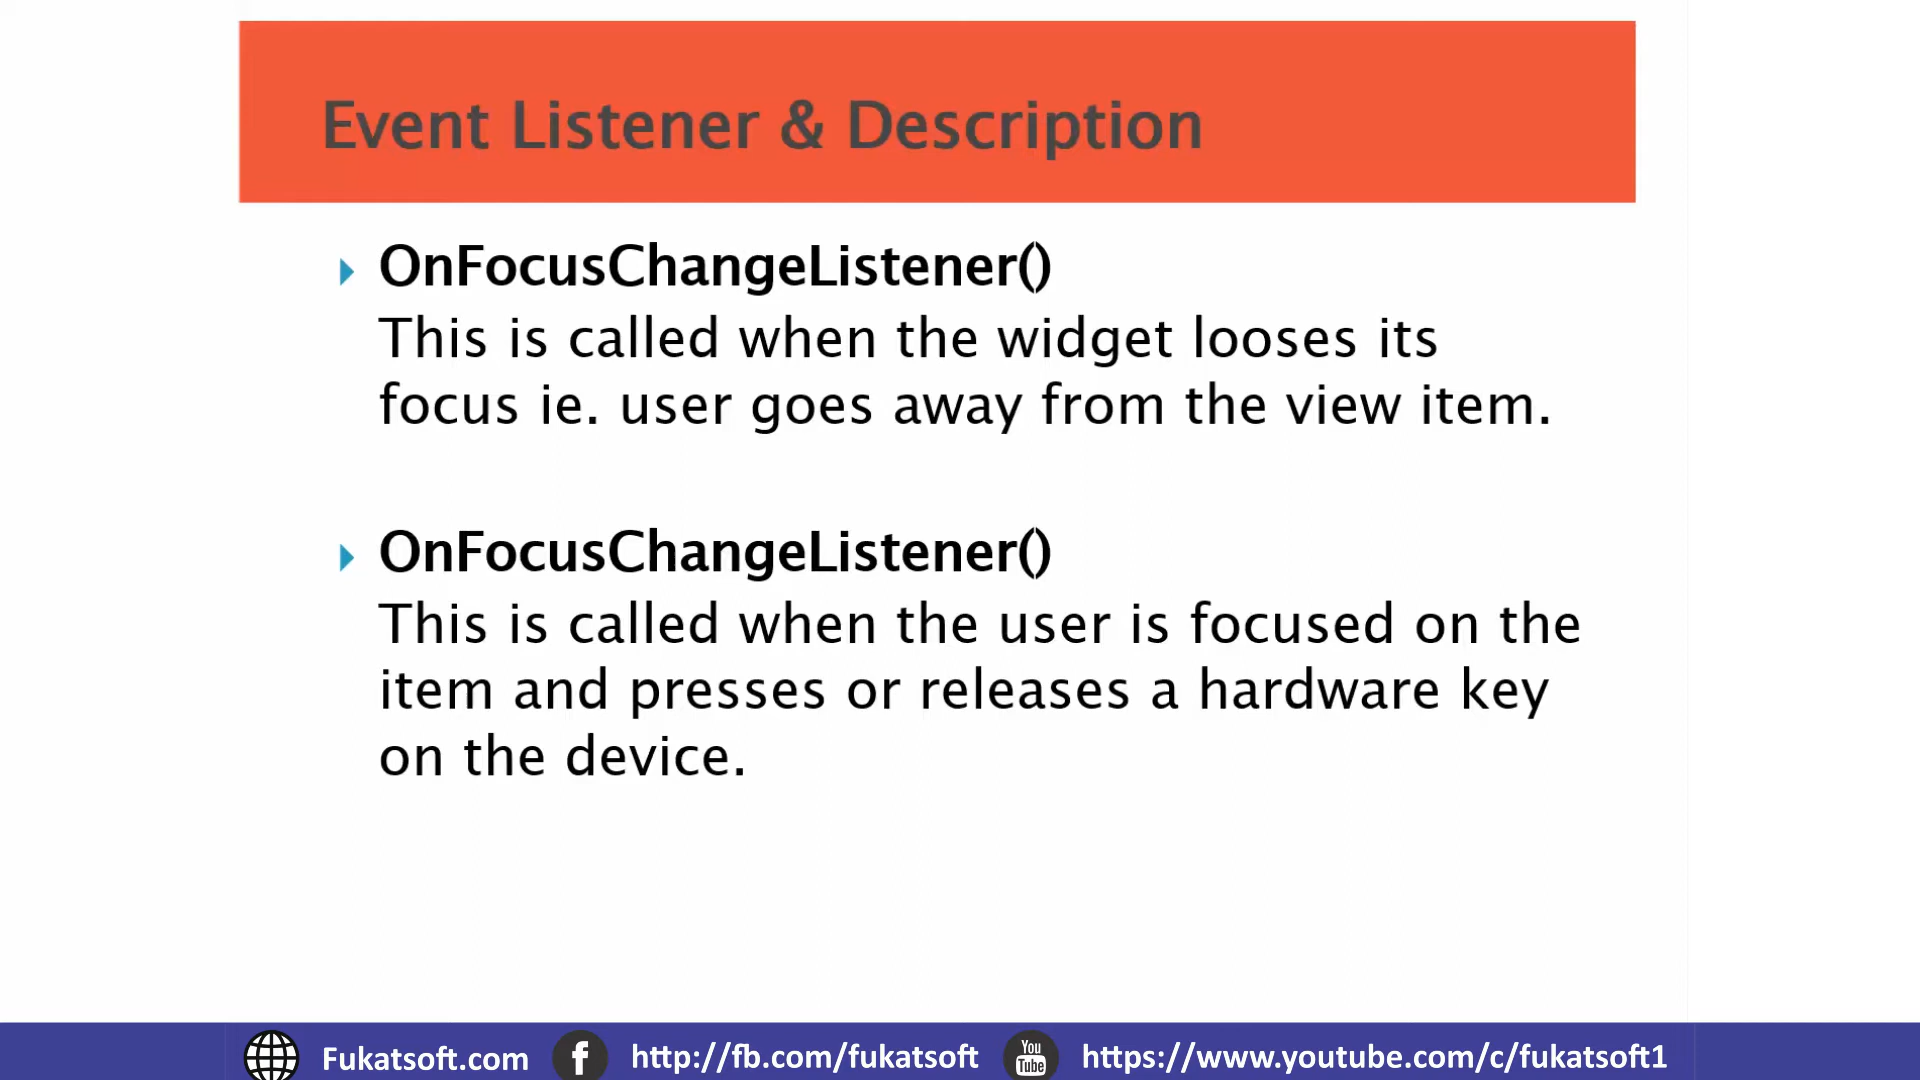 Event Listener & Description
OnFocusChangeListener()
This is called when the widget looses its
focus ie. user goes away from the view item.
OnFocusChangeListener()
This is called when the user is focused on the
item and presses or releases a hardware key
on the device.
Fukatsoft.com f http://fb.com/fukatsoft You Tube https://www.youtube.com/c/fukatsoft1